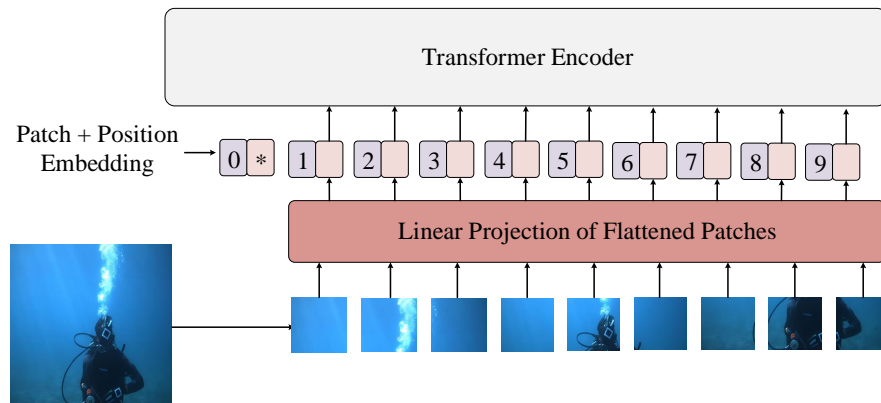 Transformer Encoder
Patch + Position
Embedding
0 * 1 2 3 4 5 6 7 8 9
Linear Projection of Flattened Patches